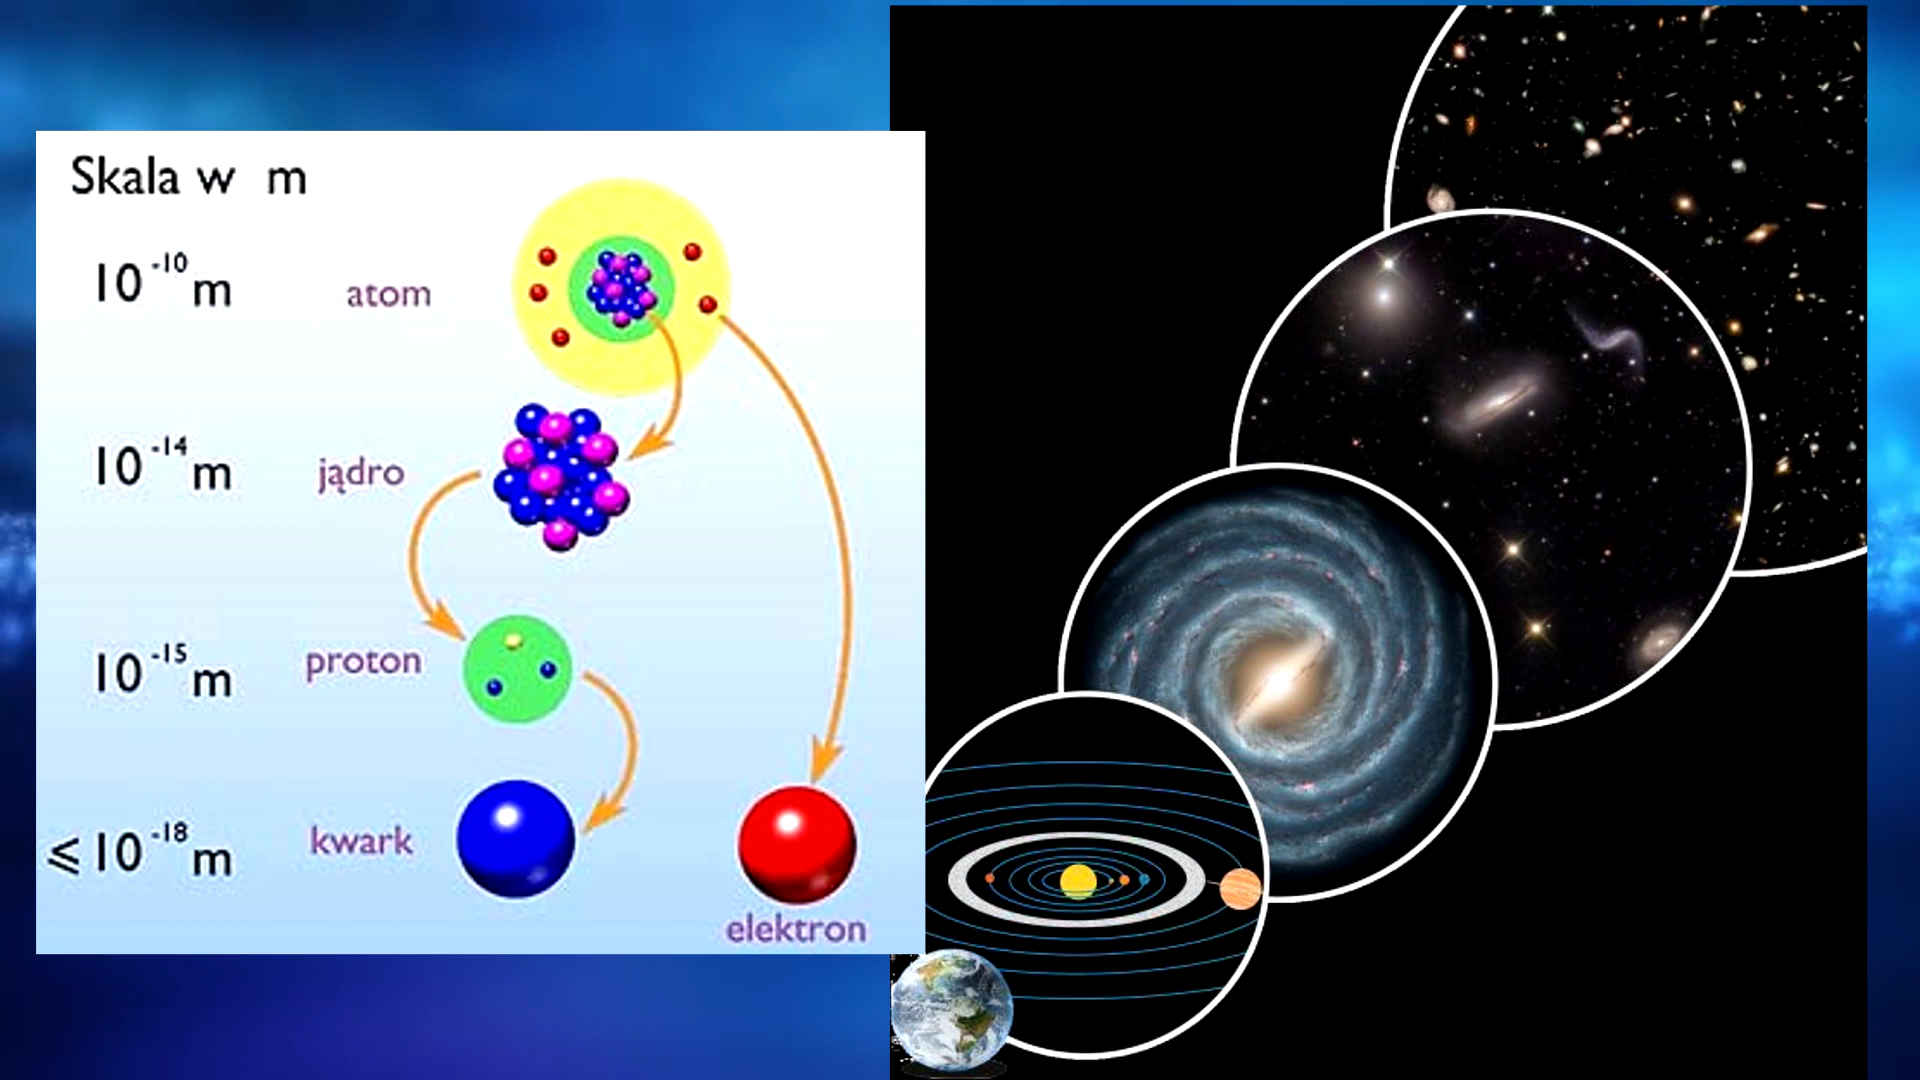 Skala w m
10⁻¹⁰ m atom
10⁻¹⁴ m jądro
10⁻¹⁵ m proton
≤ 10⁻¹⁸ m kwark
elektron